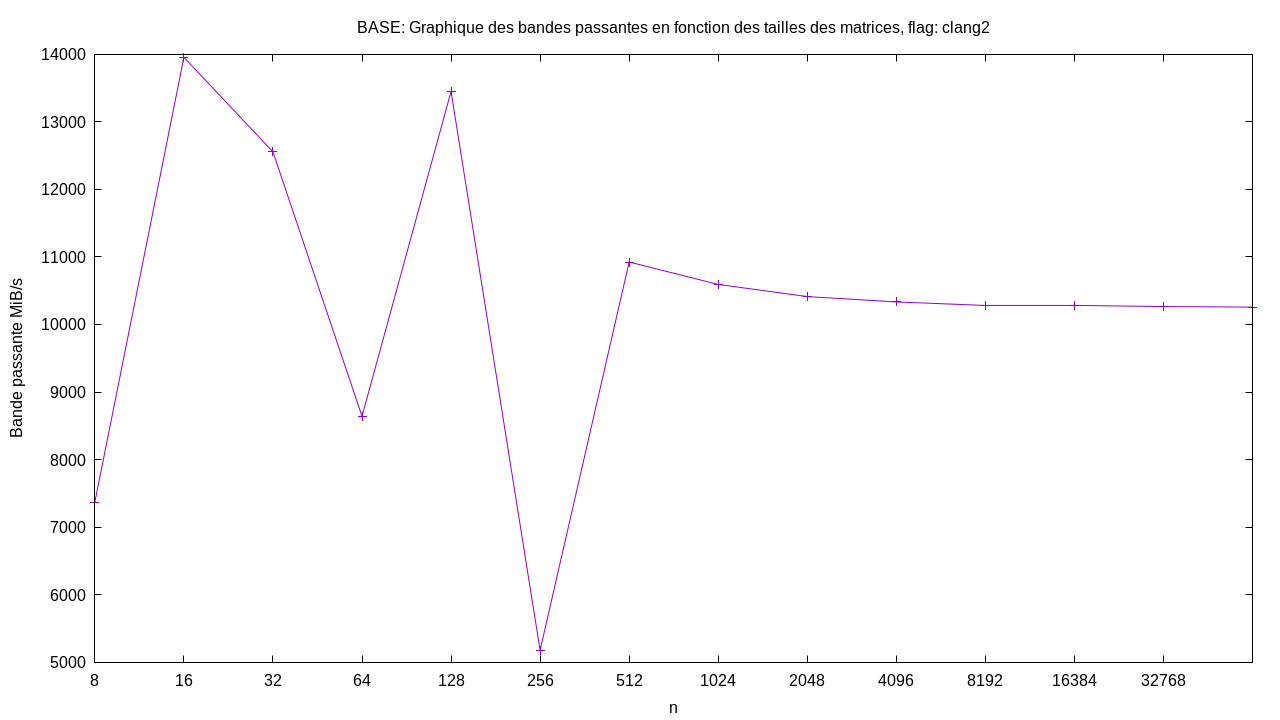 BASE: Graphique des bandes passantes en fonction des tailles des matrices, flag: clang2
14000
13000
12000
11000
10000
9000
8000
7000
6000
5000
Bande passante MiB/s
8 16 32 64 128 256 512 1024 2048 4096 8192 16384 32768
n